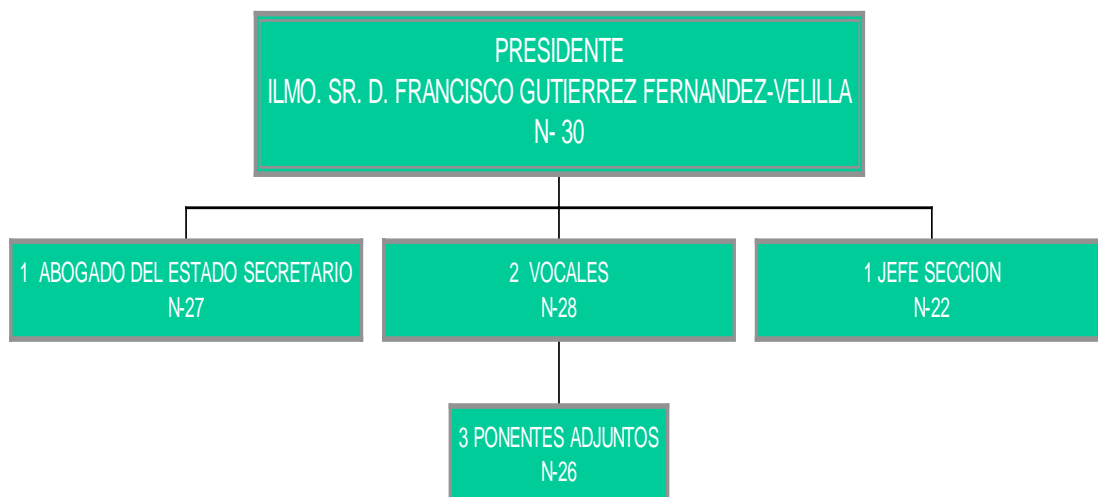 PRESIDENTE
ILMO. SR. D. FRANCISCO GUTIERREZ FERNANDEZ-VELILLA
N- 30
1 ABOGADO DEL ESTADO SECRETARIO
N-27
2 VOCALES
N-28
1 JEFE SECCION
N-22
3 PONENTES ADJUNTOS
N-26